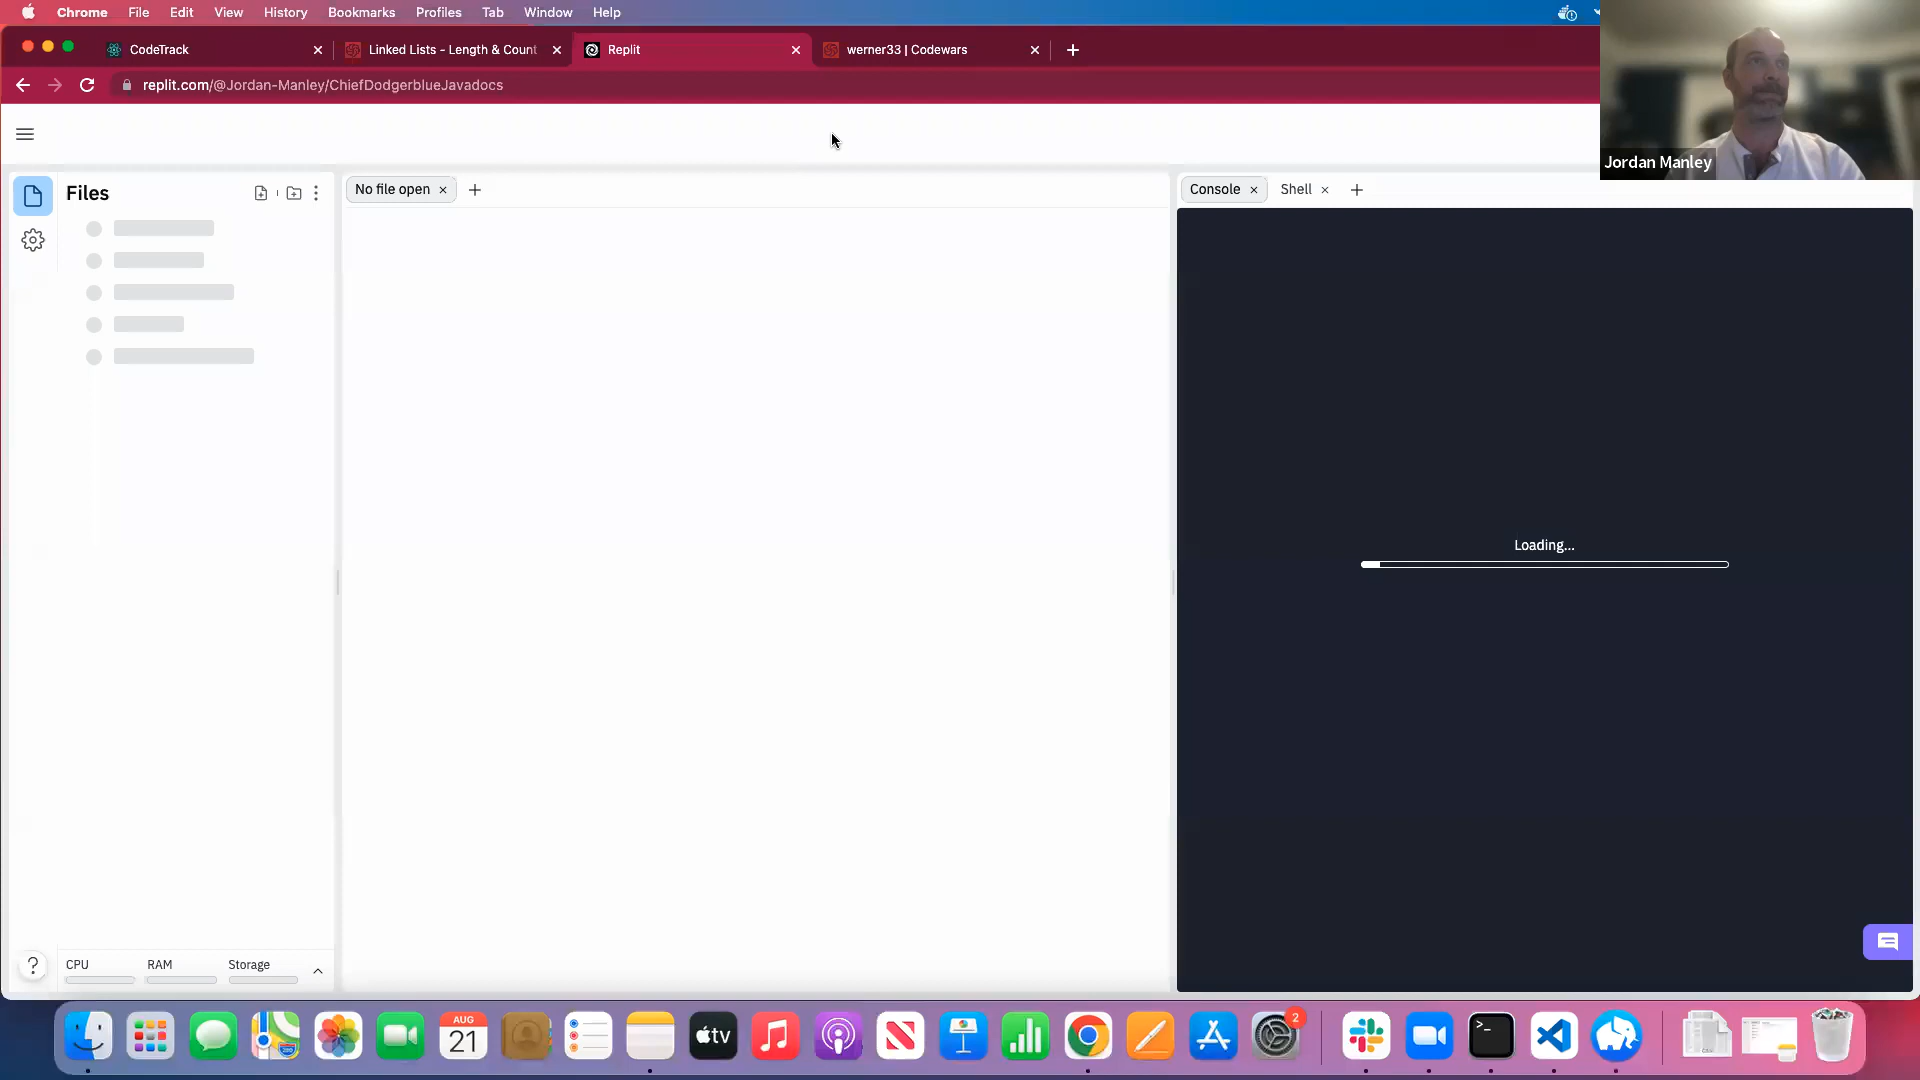 Chrome File Edit View History Bookmarks Profiles Tab Window Help
CodeTrack
Linked Lists - Length & Count
Replit
werner33 | Codewars
replit.com/@Jordan-Manley/ChiefDodgerblueJavadocs
Jordan Manley
Files
No file open
Console
Shell
Loading...
?
CPU RAM Storage
AUG
21
tv
2
>_